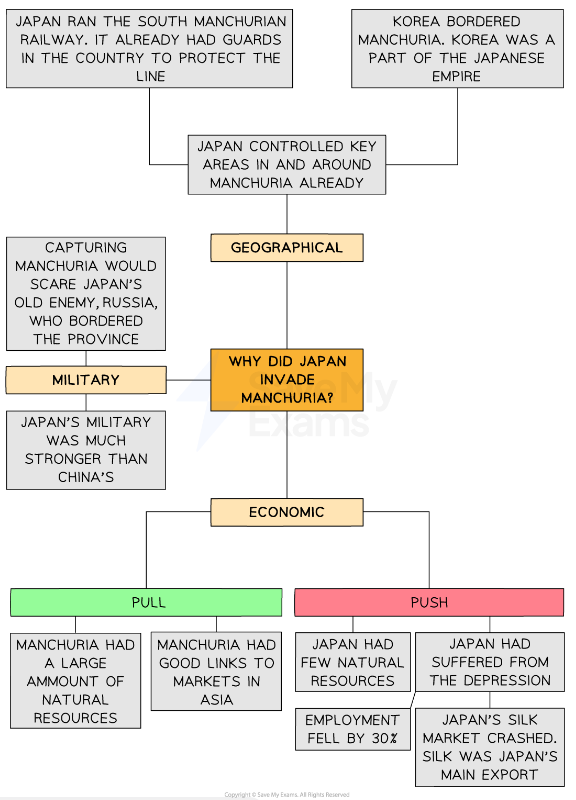 JAPAN RAN THE SOUTH MANCHURIAN
RAILWAY. IT ALREADY HAD GUARDS
IN THE COUNTRY TO PROTECT THE
LINE
KOREA BORDERED
MANCHURIA. KOREA WAS A
PART OF THE JAPANESE
EMPIRE
JAPAN CONTROLLED KEY
AREAS IN AND AROUND
MANCHURIA ALREADY
GEOGRAPHICAL
CAPTURING
MANCHURIA WOULD
SCARE JAPAN'S
OLD ENEMY, RUSSIA,
WHO BORDERED
THE PROVINCE
MILITARY
JAPAN'S MILITARY
WAS MUCH
STRONGER THAN
CHINA'S
WHY DID JAPAN
INVADE
MANCHURIA?
Save My
Exams
ECONOMIC
PULL
MANCHURIA HAD
A LARGE
AMMOUNT OF
NATURAL
RESOURCES
MANCHURIA HAD
GOOD LINKS TO
MARKETS IN
ASIA
PUSH
JAPAN HAD
FEW NATURAL
RESOURCES
JAPAN HAD
SUFFERED FROM
THE DEPRESSION
EMPLOYMENT
FELL BY 30%
JAPAN'S SILK
MARKET CRASHED.
SILK WAS JAPAN'S
MAIN EXPORT
Copyright © Save My Exams. All Rights Reserved